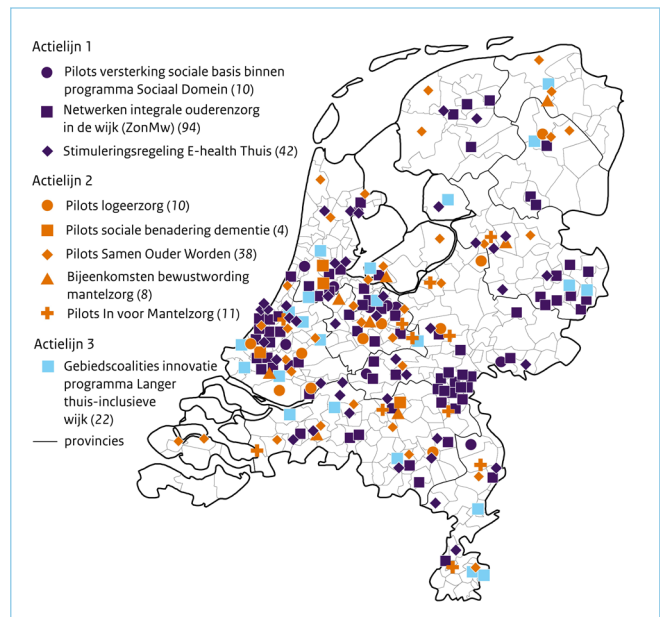 Actielijn 1
Pilots versterking sociale basis binnen
programma Sociaal Domein (10)
Netwerken integrale ouderenzorg
in de wijk (ZonMw) (94)
Stimuleringsregeling E-health Thuis (42)
Actielijn 2
Pilots logeerzorg (10)
Pilots sociale benadering dementie (4)
Pilots Samen Ouder Worden (38)
Bijeenkomsten bewustwording
mantelzorg (8)
Pilots In voor Mantelzorg (11)
Actielijn 3
Gebiedscoalities innovatie
programma Langer
thuis-inclusieve
wijk (22)
provincies